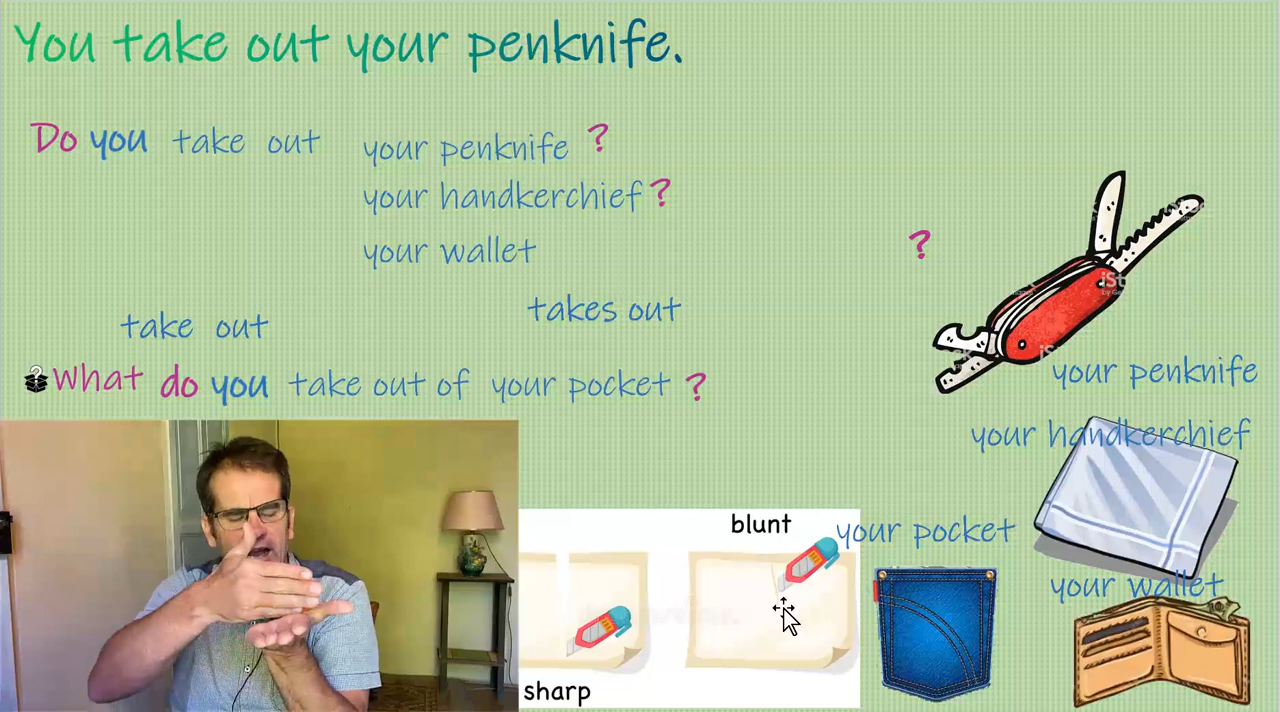 You take out your penknife.
Do you take out your penknife ?
your handkerchief ?
your wallet ?
takes out
take out
What do you take out of your pocket ?
your penknife
your handkerchief
blunt
your pocket
your wallet
sharp